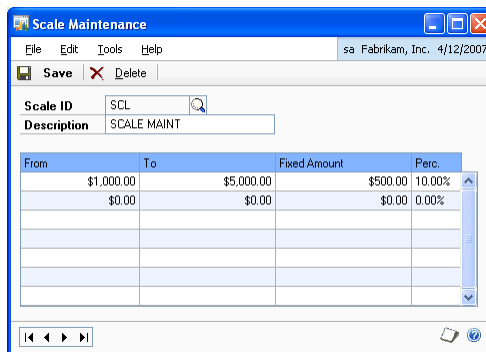 Scale Maintenance
File Edit Tools Help sa Fabrikam, Inc. 4/12/2007
Save Delete
Scale ID SCL
Description SCALE MAINT
From To Fixed Amount Perc.
$1,000.00 $5,000.00 $500.00 10.00%
$0.00 $0.00 $0.00 0.00%